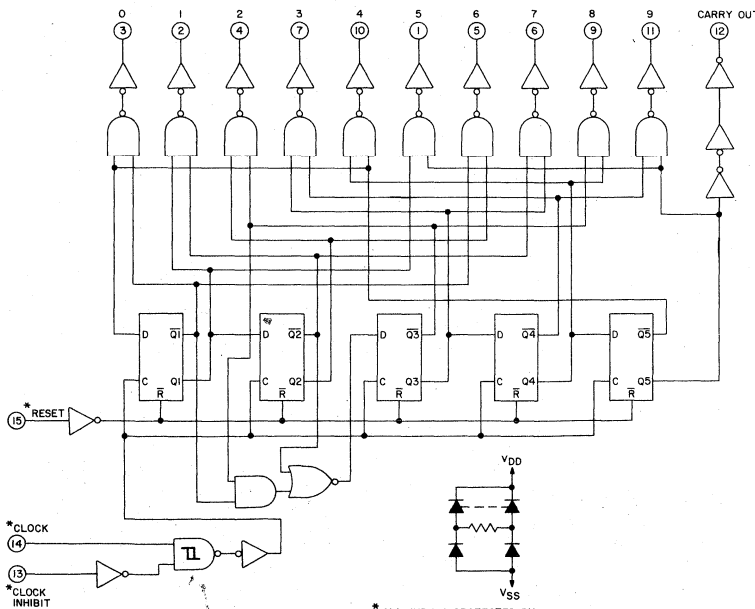 0 1 2 3 4 5 6 7 8 9 CARRY OUT
3 2 4 7 10 1 5 6 9 11 12
D Q1 D Q2 D Q3 D Q4 D Q5
C Q1 C Q2 C Q3 C Q4 C Q5
R R R R R
15 *RESET
VDD
*CLOCK
14
13
*CLOCK
INHIBIT
VSS
*